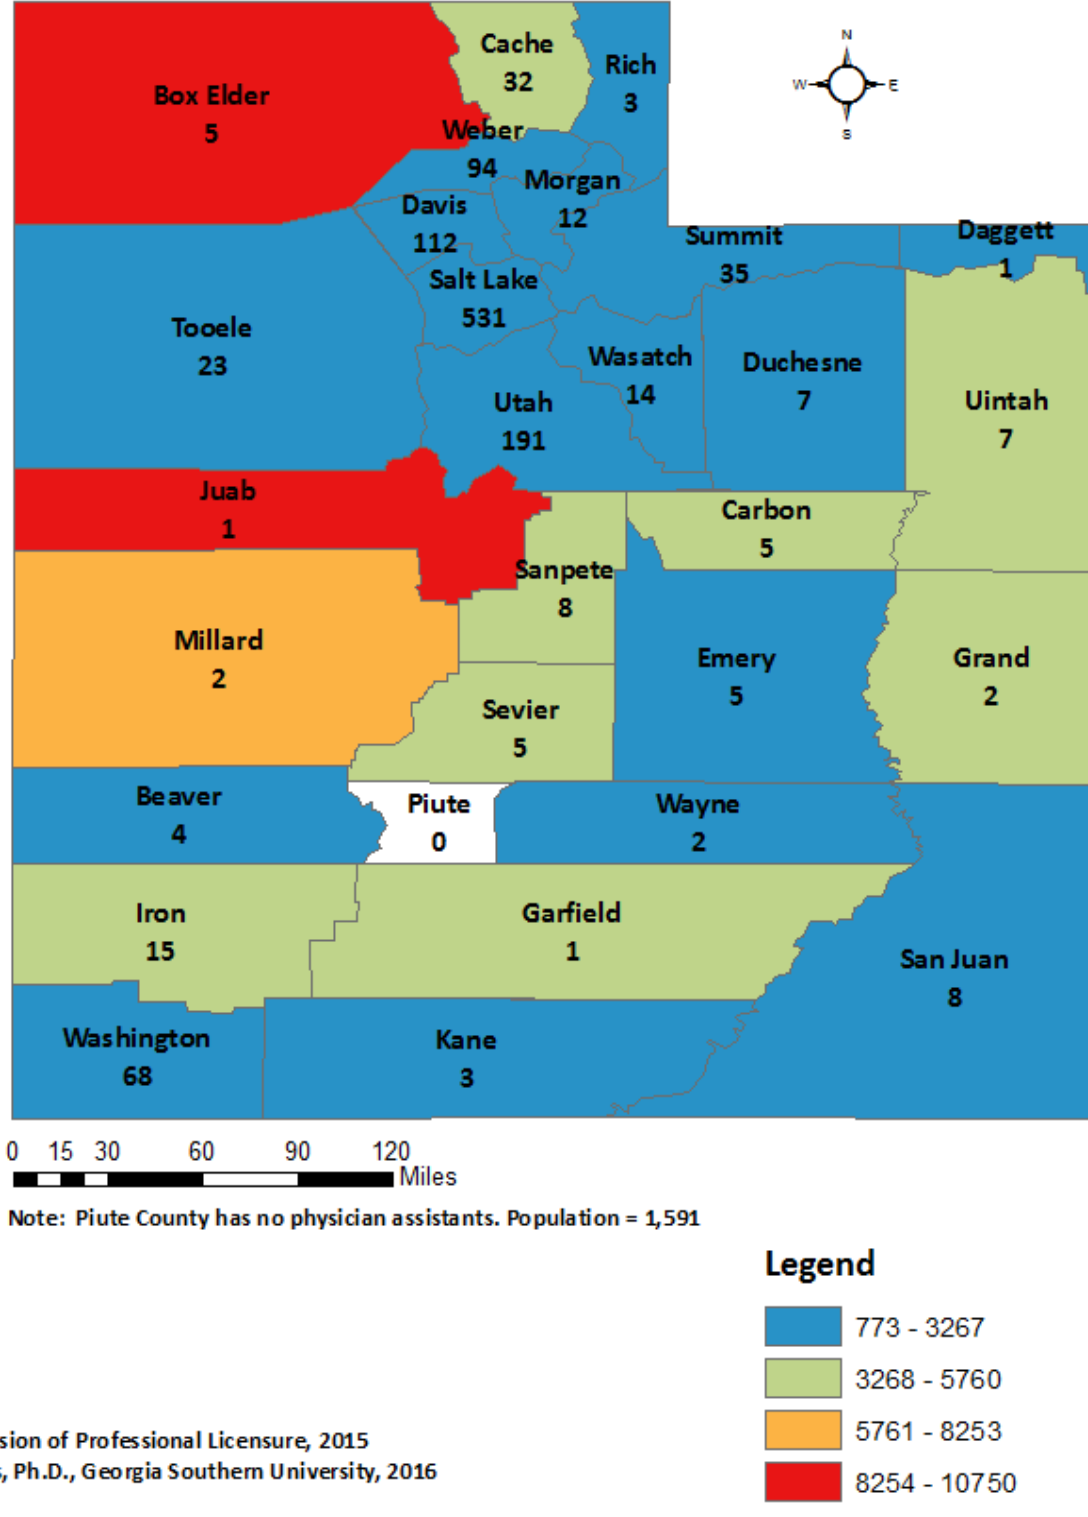 N
W
E
S
Cache
32
Rich
3
Box Elder
5
Weber
94
Morgan
12
Davis
112
Summit
35
Daggett
1
Salt Lake
531
Tooele
23
Wasatch
14
Duchesne
7
Utah
191
Uintah
7
Juab
1
Carbon
5
Sanpete
8
Millard
2
Emery
5
Grand
2
Sevier
5
Beaver
4
Piute
0
Wayne
2
Iron
15
Garfield
1
San Juan
8
Washington
68
Kane
3
0 15 30 60 90 120
Miles
Note: Piute County has no physician assistants. Population = 1,591
Legend
773 - 3267
3268 - 5760
5761 - 8253
8254 - 10750
sion of Professional Licensure, 2015
, Ph.D., Georgia Southern University, 2016